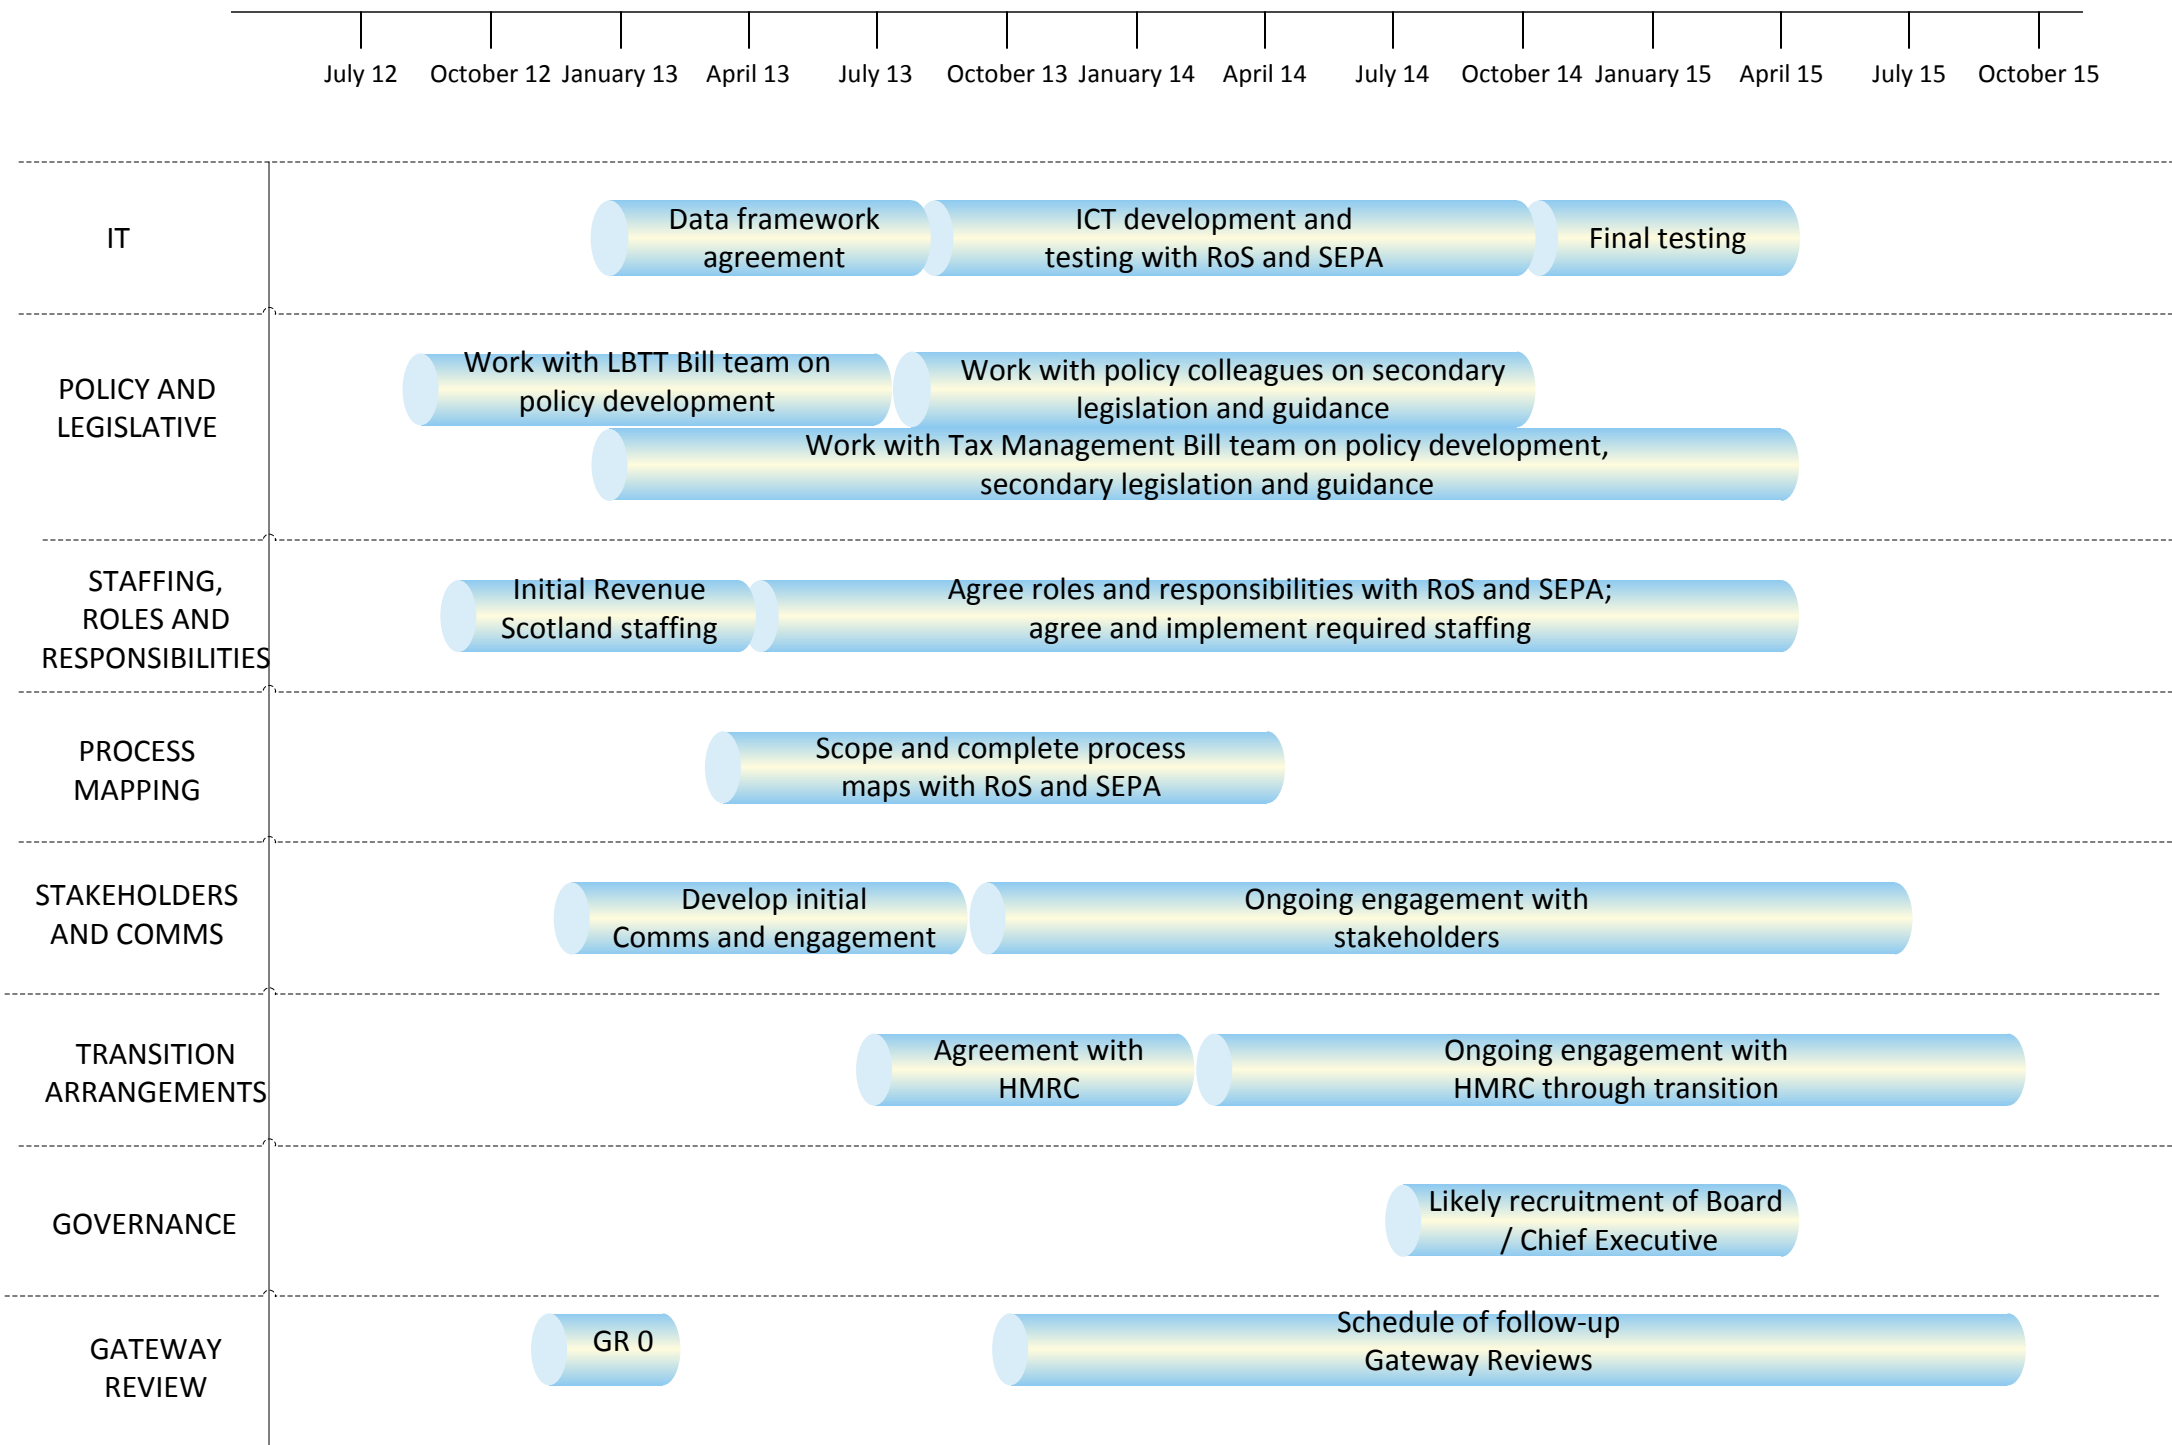 July 12 October 12 January 13 April 13 July 13 October 13 January 14 April 14 July 14 October 14 January 15 April 15 July 15 October 15
IT
Data framework
agreement
ICT development and
testing with RoS and SEPA
Final testing
POLICY AND
LEGISLATIVE
Work with LBTT Bill team on
policy development
Work with policy colleagues on secondary
legislation and guidance
Work with Tax Management Bill team on policy development,
secondary legislation and guidance
STAFFING,
ROLES AND
RESPONSIBILITIES
Initial Revenue
Scotland staffing
Agree roles and responsibilities with RoS and SEPA;
agree and implement required staffing
PROCESS
MAPPING
Scope and complete process
maps with RoS and SEPA
STAKEHOLDERS
AND COMMS
Develop initial
Comms and engagement
Ongoing engagement with
stakeholders
TRANSITION
ARRANGEMENTS
Agreement with
HMRC
Ongoing engagement with
HMRC through transition
GOVERNANCE
Likely recruitment of Board
/ Chief Executive
GATEWAY
REVIEW
GR 0
Schedule of follow-up
Gateway Reviews